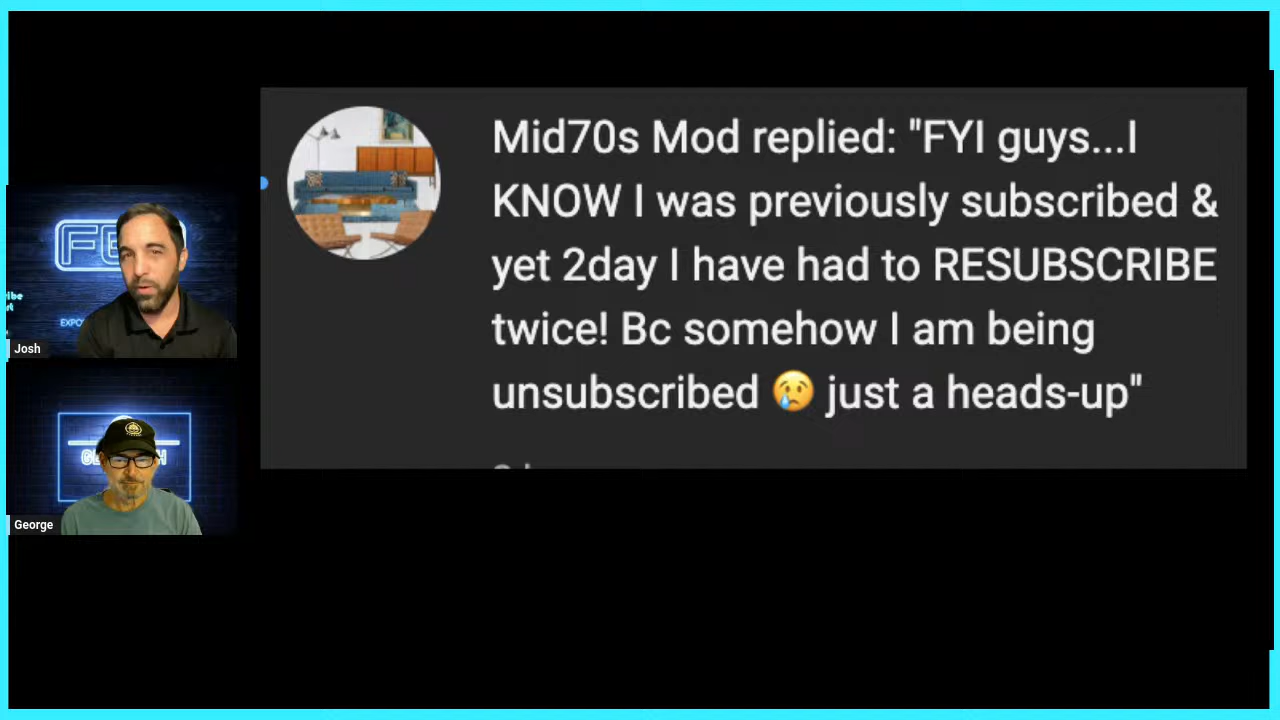 Mid70s Mod replied: "FYI guys...I
KNOW I was previously subscribed &
yet 2day I have had to RESUBSCRIBE
twice! Bc somehow I am being
unsubscribed 😢 just a heads-up"
Josh
George